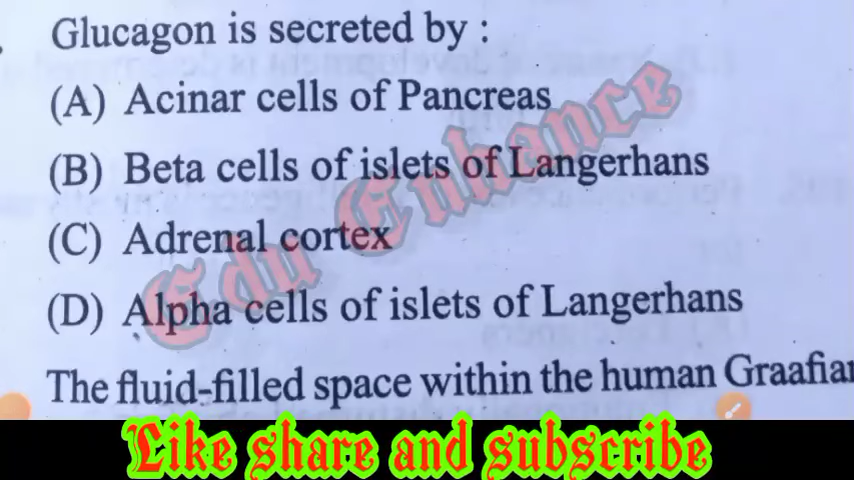 Glucagon is secreted by :
(A) Acinar cells of Pancreas
(B) Beta cells of islets of Langerhans
(C) Adrenal cortex
(D) Alpha cells of islets of Langerhans
Edu Enhance
The fluid-filled space within the human Graafian
Like share and subscribe